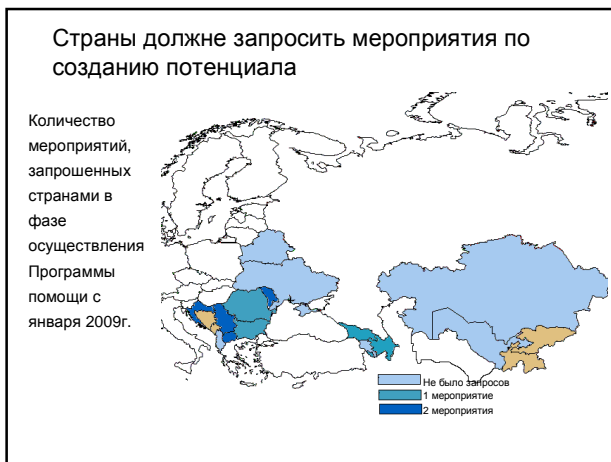 Страны должне запросить мероприятия по
созданию потенциала
Количество
мероприятий,
запрошенных
странами в
фазе
осуществления
Программы
помощи с
января 2009г.
Не было запросов
1 мероприятие
2 мероприятия